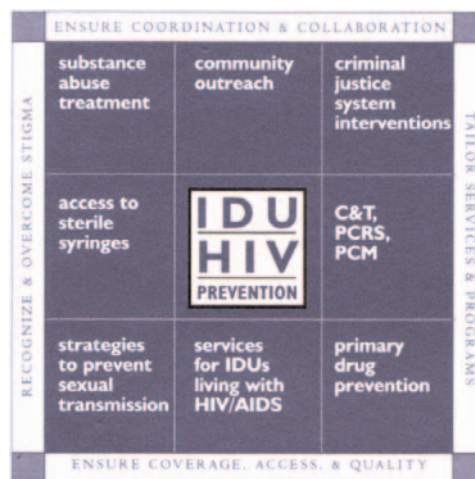 ENSURE COORDINATION & COLLABORATION
substance
abuse
treatment
community
outreach
criminal
justice
system
interventions
RECOGNIZE & OVERCOME STIGMA
TAILOR SERVICES & PROGRAMS
access to
sterile
syringes
IDU
HIV
PREVENTION
C&T,
PCRS,
PCM
strategies
to prevent
sexual
transmission
services
for IDUs
living with
HIV/AIDS
primary
drug
prevention
ENSURE COVERAGE, ACCESS, & QUALITY